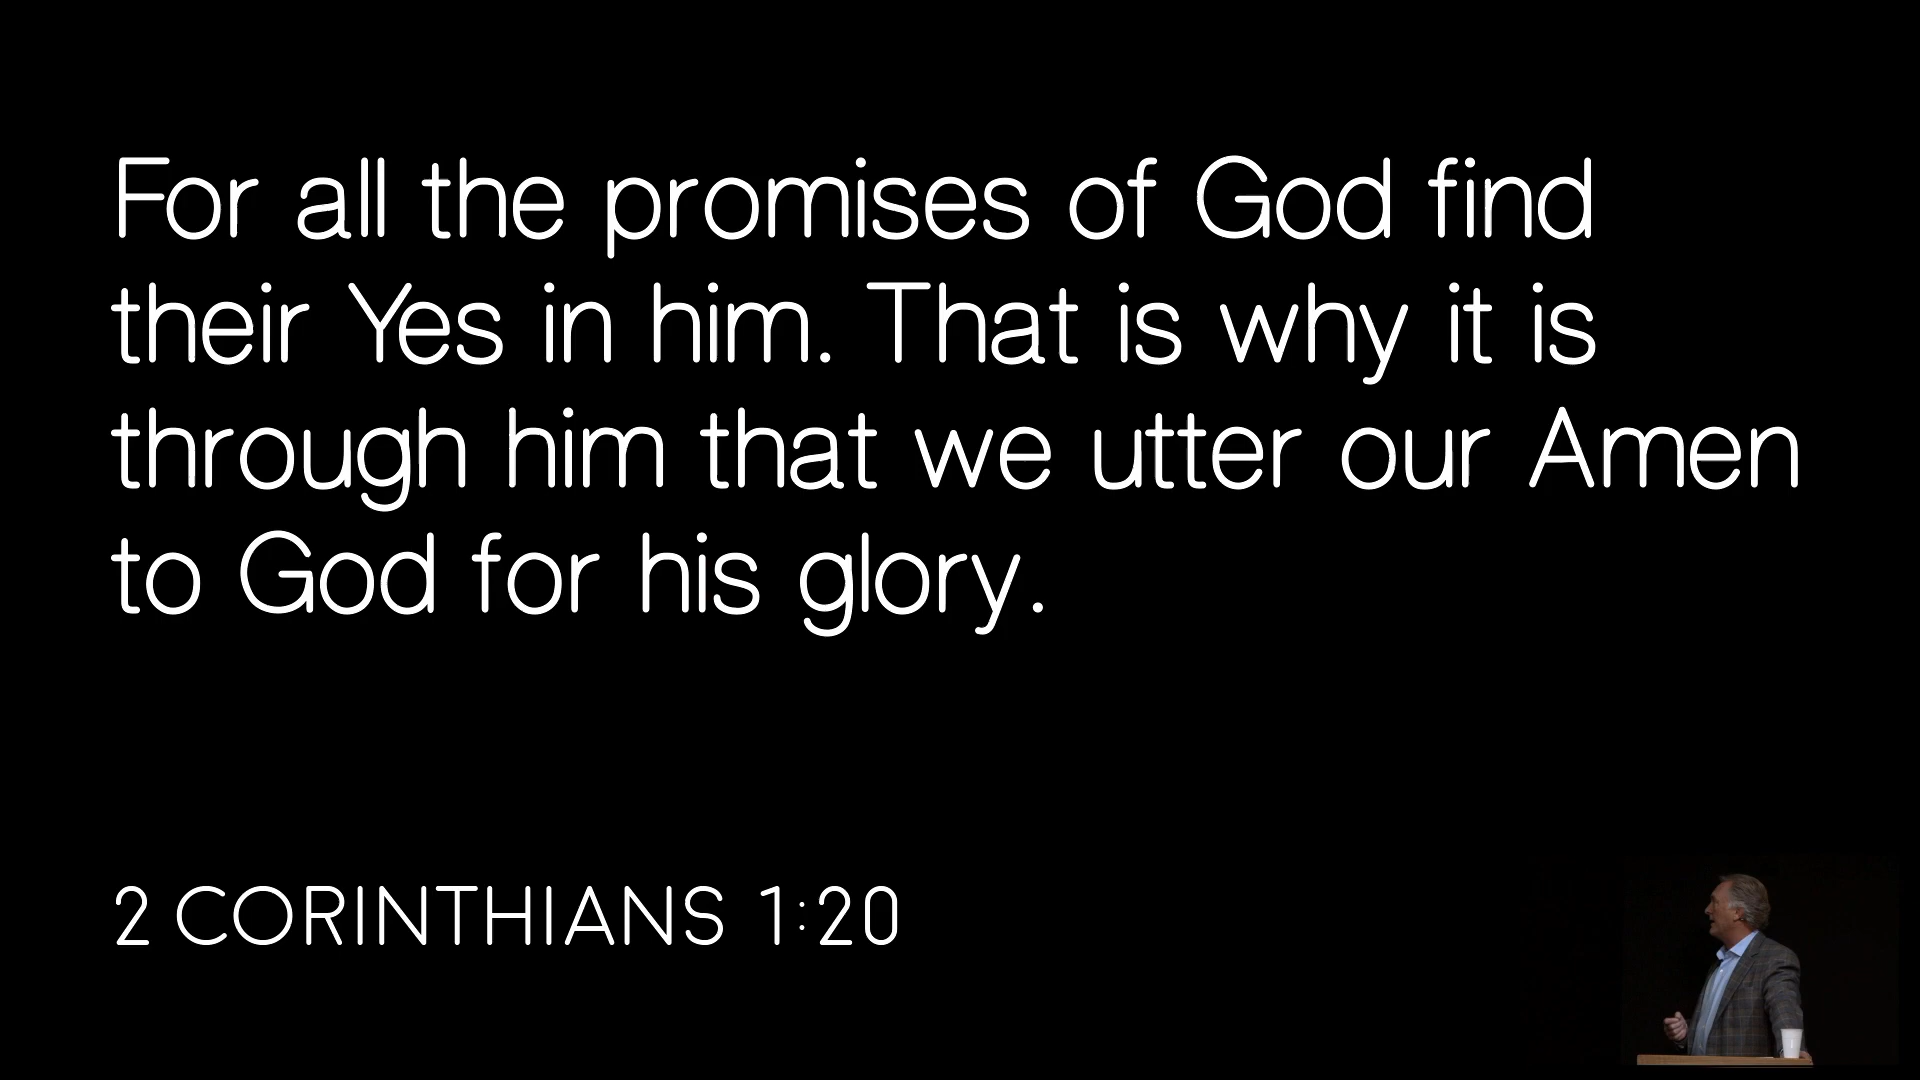 For all the promises of God find
their Yes in him. That is why it is
through him that we utter our Amen
to God for his glory.
2 CORINTHIANS 1:20